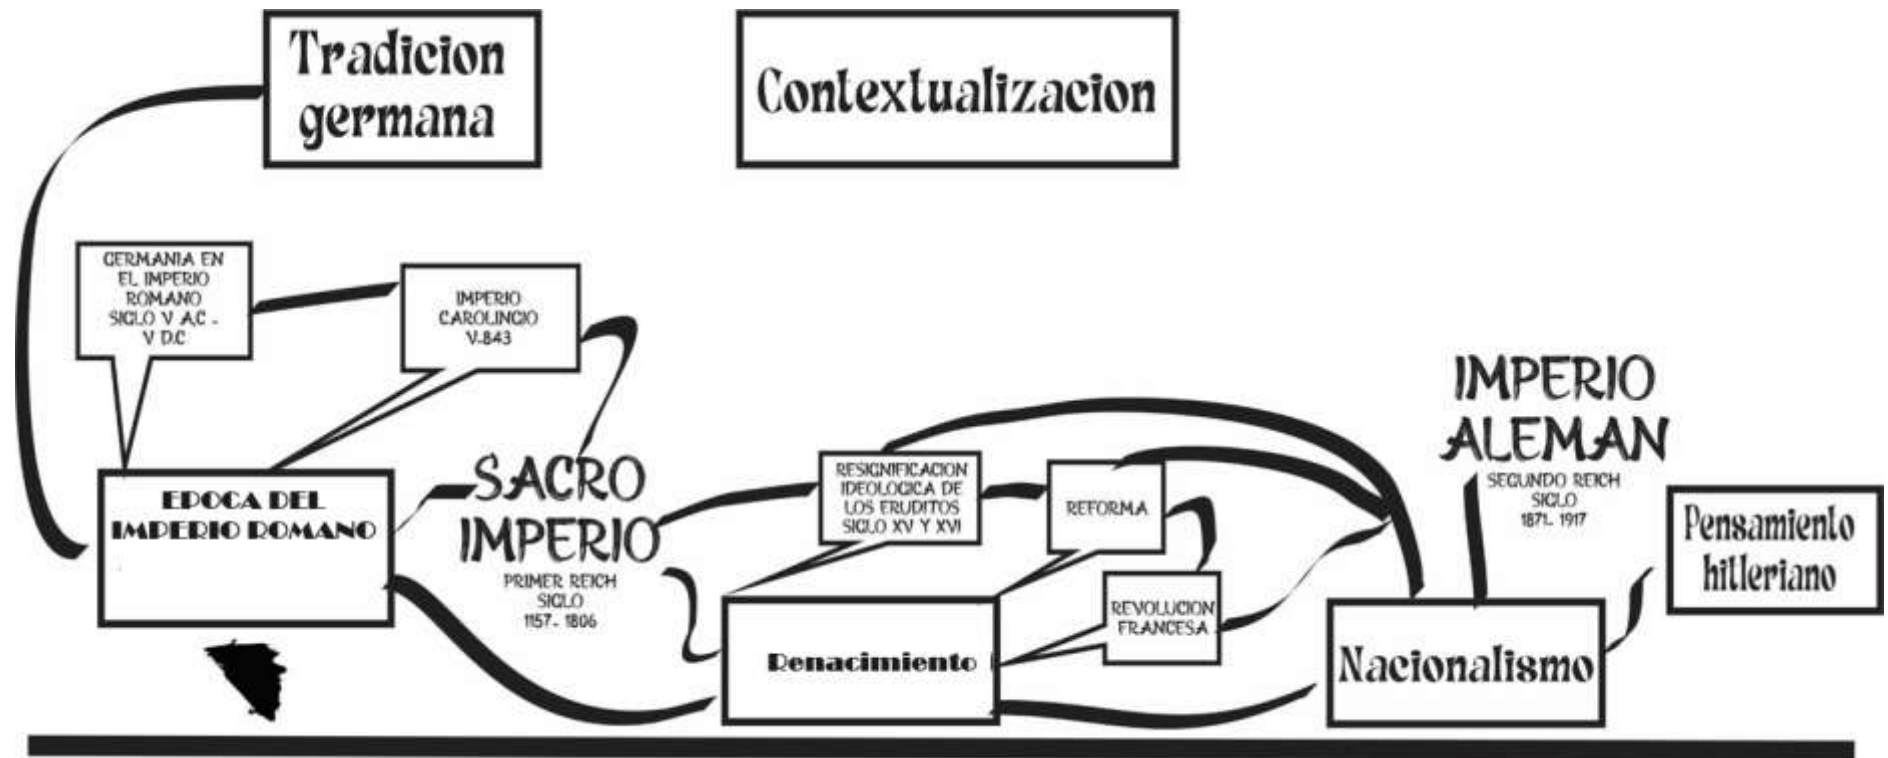 Tradicion
germana
Contextualizacion
GERMANIA EN
EL IMPERIO
ROMANO
SIGLO V A,C -
V D.C
IMPERIO
CAROLINGIO
V-843
EPOCA DEL
IMPERIO ROMANO
SACRO
IMPERIO
PRIMER REICH
SIGLO
1157- 1806
RESIGNIFICACION
IDEOLOGICA DE
LOS ERUDITOS
SIGLO XV Y XVI
REFORMA
REVOLUCION
FRANCESA
Renacimiento
IMPERIO
ALEMAN
SEGUNDO REICH
SIGLO
1871- 1917
Nacionalismo
Pensamiento
hitleriano